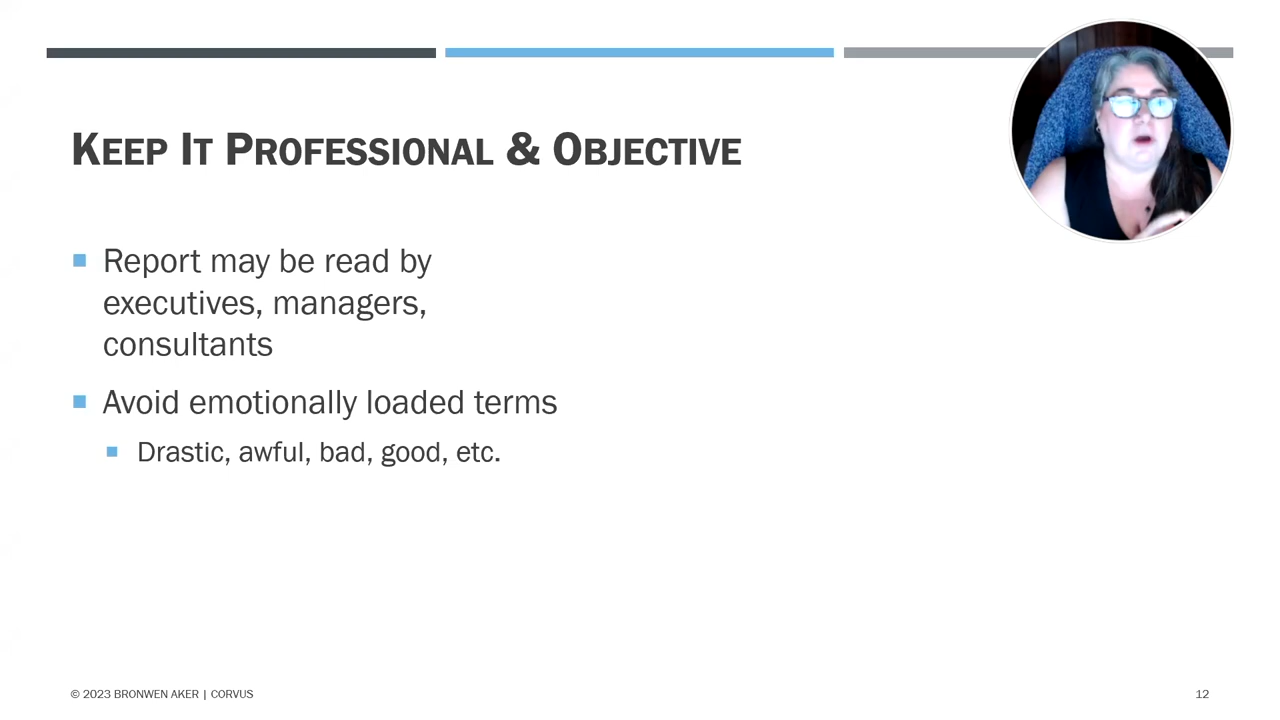 KEEP IT PROFESSIONAL & OBJECTIVE
Report may be read by
executives, managers,
consultants
Avoid emotionally loaded terms
Drastic, awful, bad, good, etc.
© 2023 BRONWEN AKER | CORVUS
12